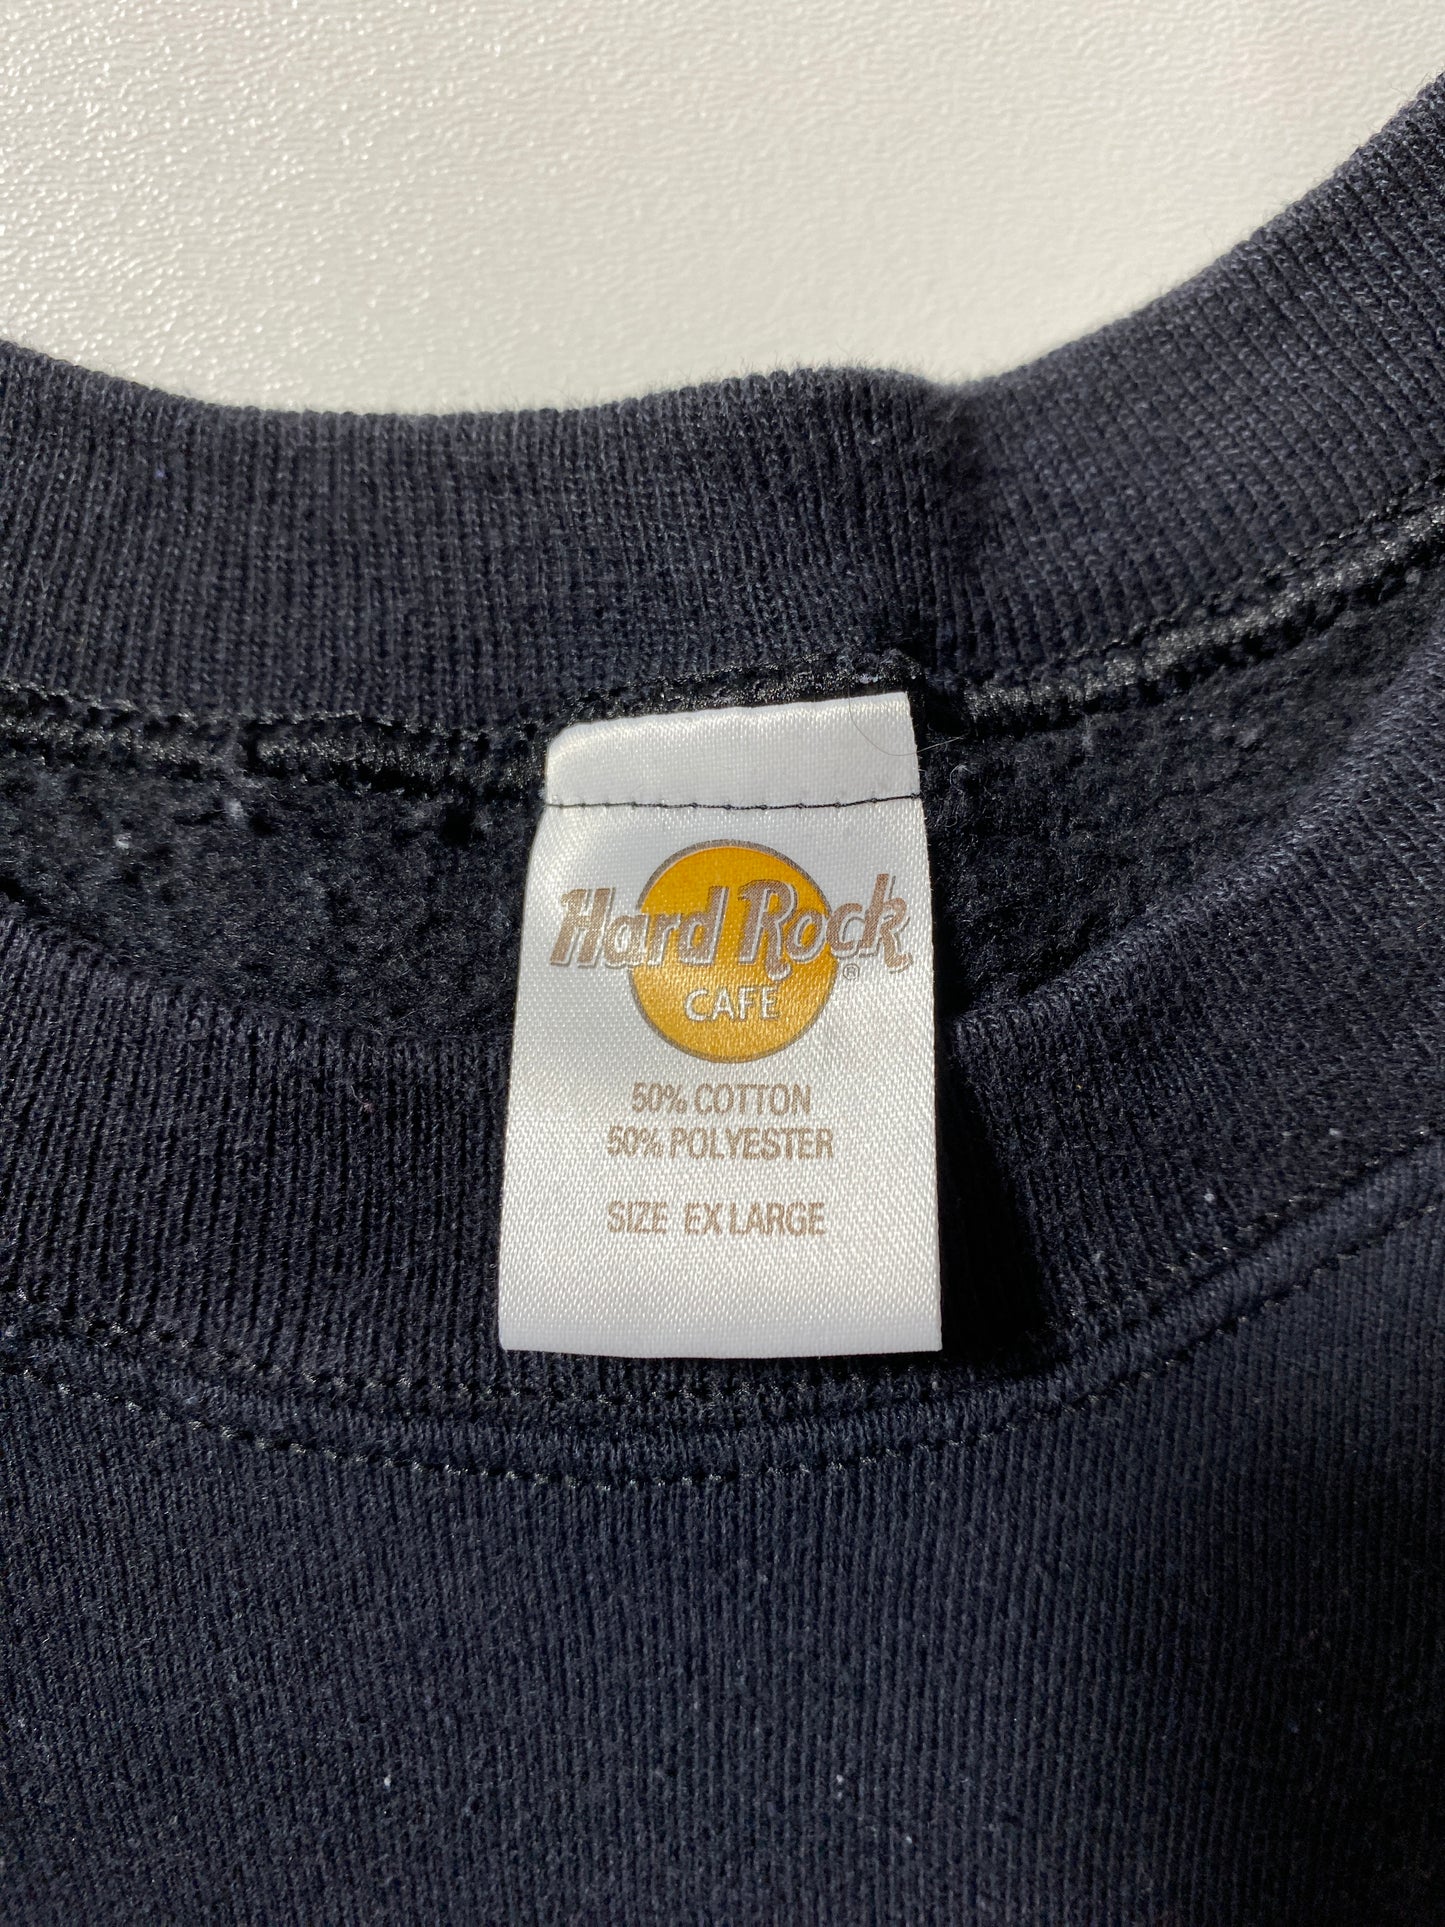 Hard Rock®
CAFE
50% COTTON
50% POLYESTER
SIZE EX LARGE